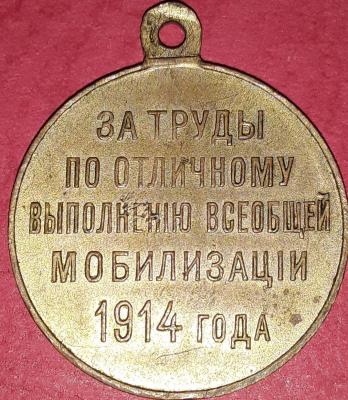 ЗА ТРУДЫ
ПО ОТЛИЧНОМУ
ВЫПОЛНЕНІЮ ВСЕОБЩЕЙ
МОБИЛИЗАЦІИ
1914 ГОДА